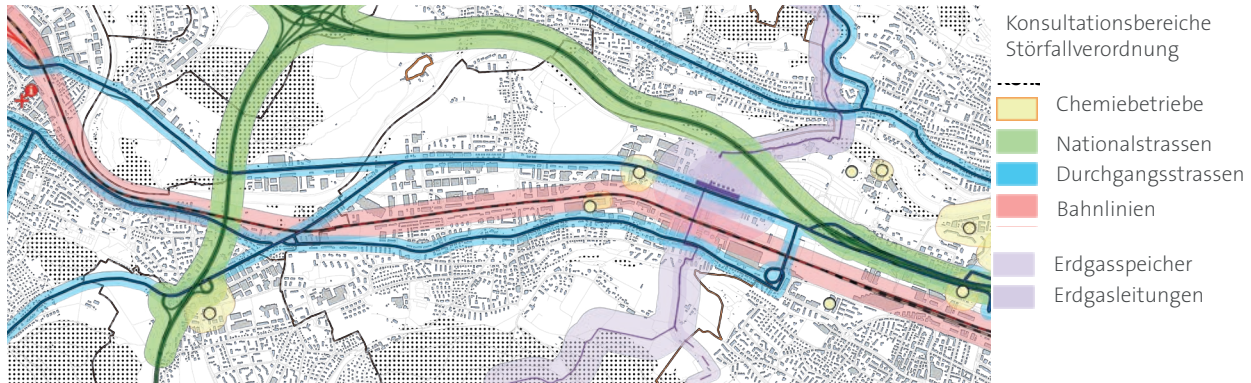 Konsultationsbereiche
Störfallverordnung
Chemiebetriebe
Nationalstrassen
Durchgangsstrassen
Bahnlinien
Erdgasspeicher
Erdgasleitungen